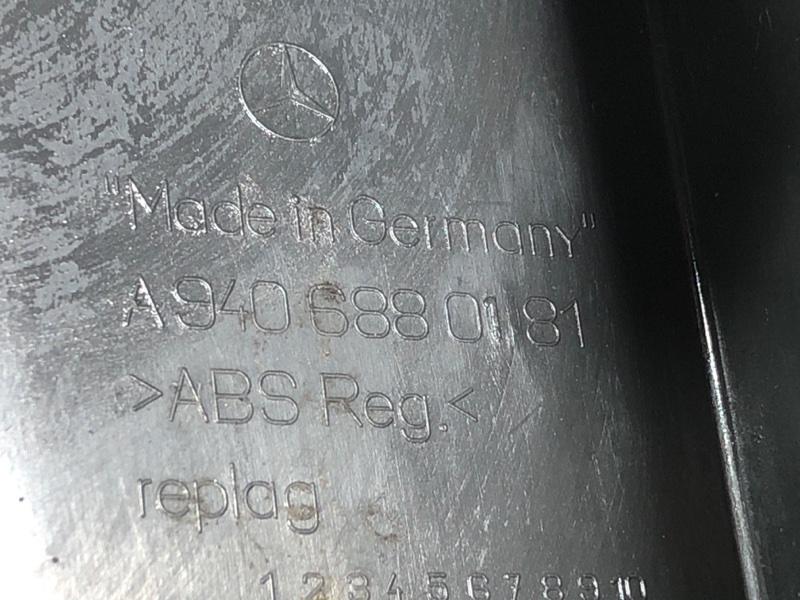 "Made in Germany"
A 940 688 01 81
>ABS Reg.<
replag
1 2 3 4 5 6 7 8 9 10